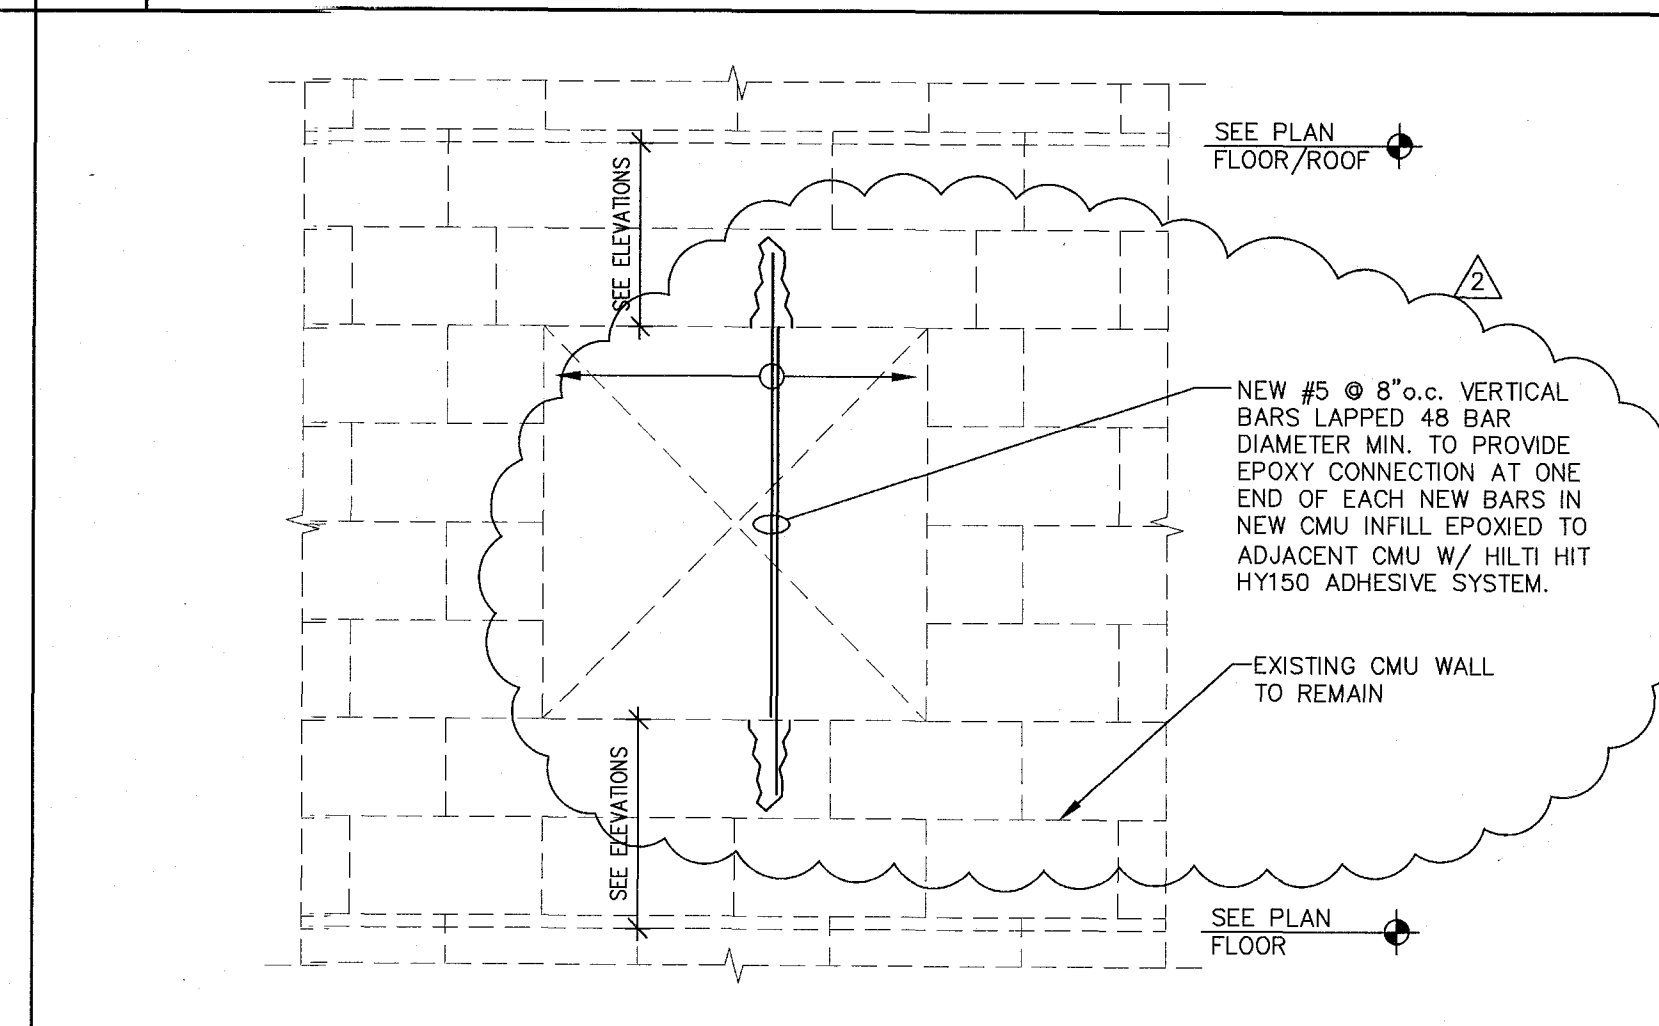 SEE PLAN
FLOOR/ROOF
SEE ELEVATIONS
2
NEW #5 @ 8"o.c. VERTICAL
BARS LAPPED 48 BAR
DIAMETER MIN. TO PROVIDE
EPOXY CONNECTION AT ONE
END OF EACH NEW BARS IN
NEW CMU INFILL EPOXIED TO
ADJACENT CMU W/ HILTI HIT
HY150 ADHESIVE SYSTEM.
EXISTING CMU WALL
TO REMAIN
SEE ELEVATIONS
SEE PLAN
FLOOR